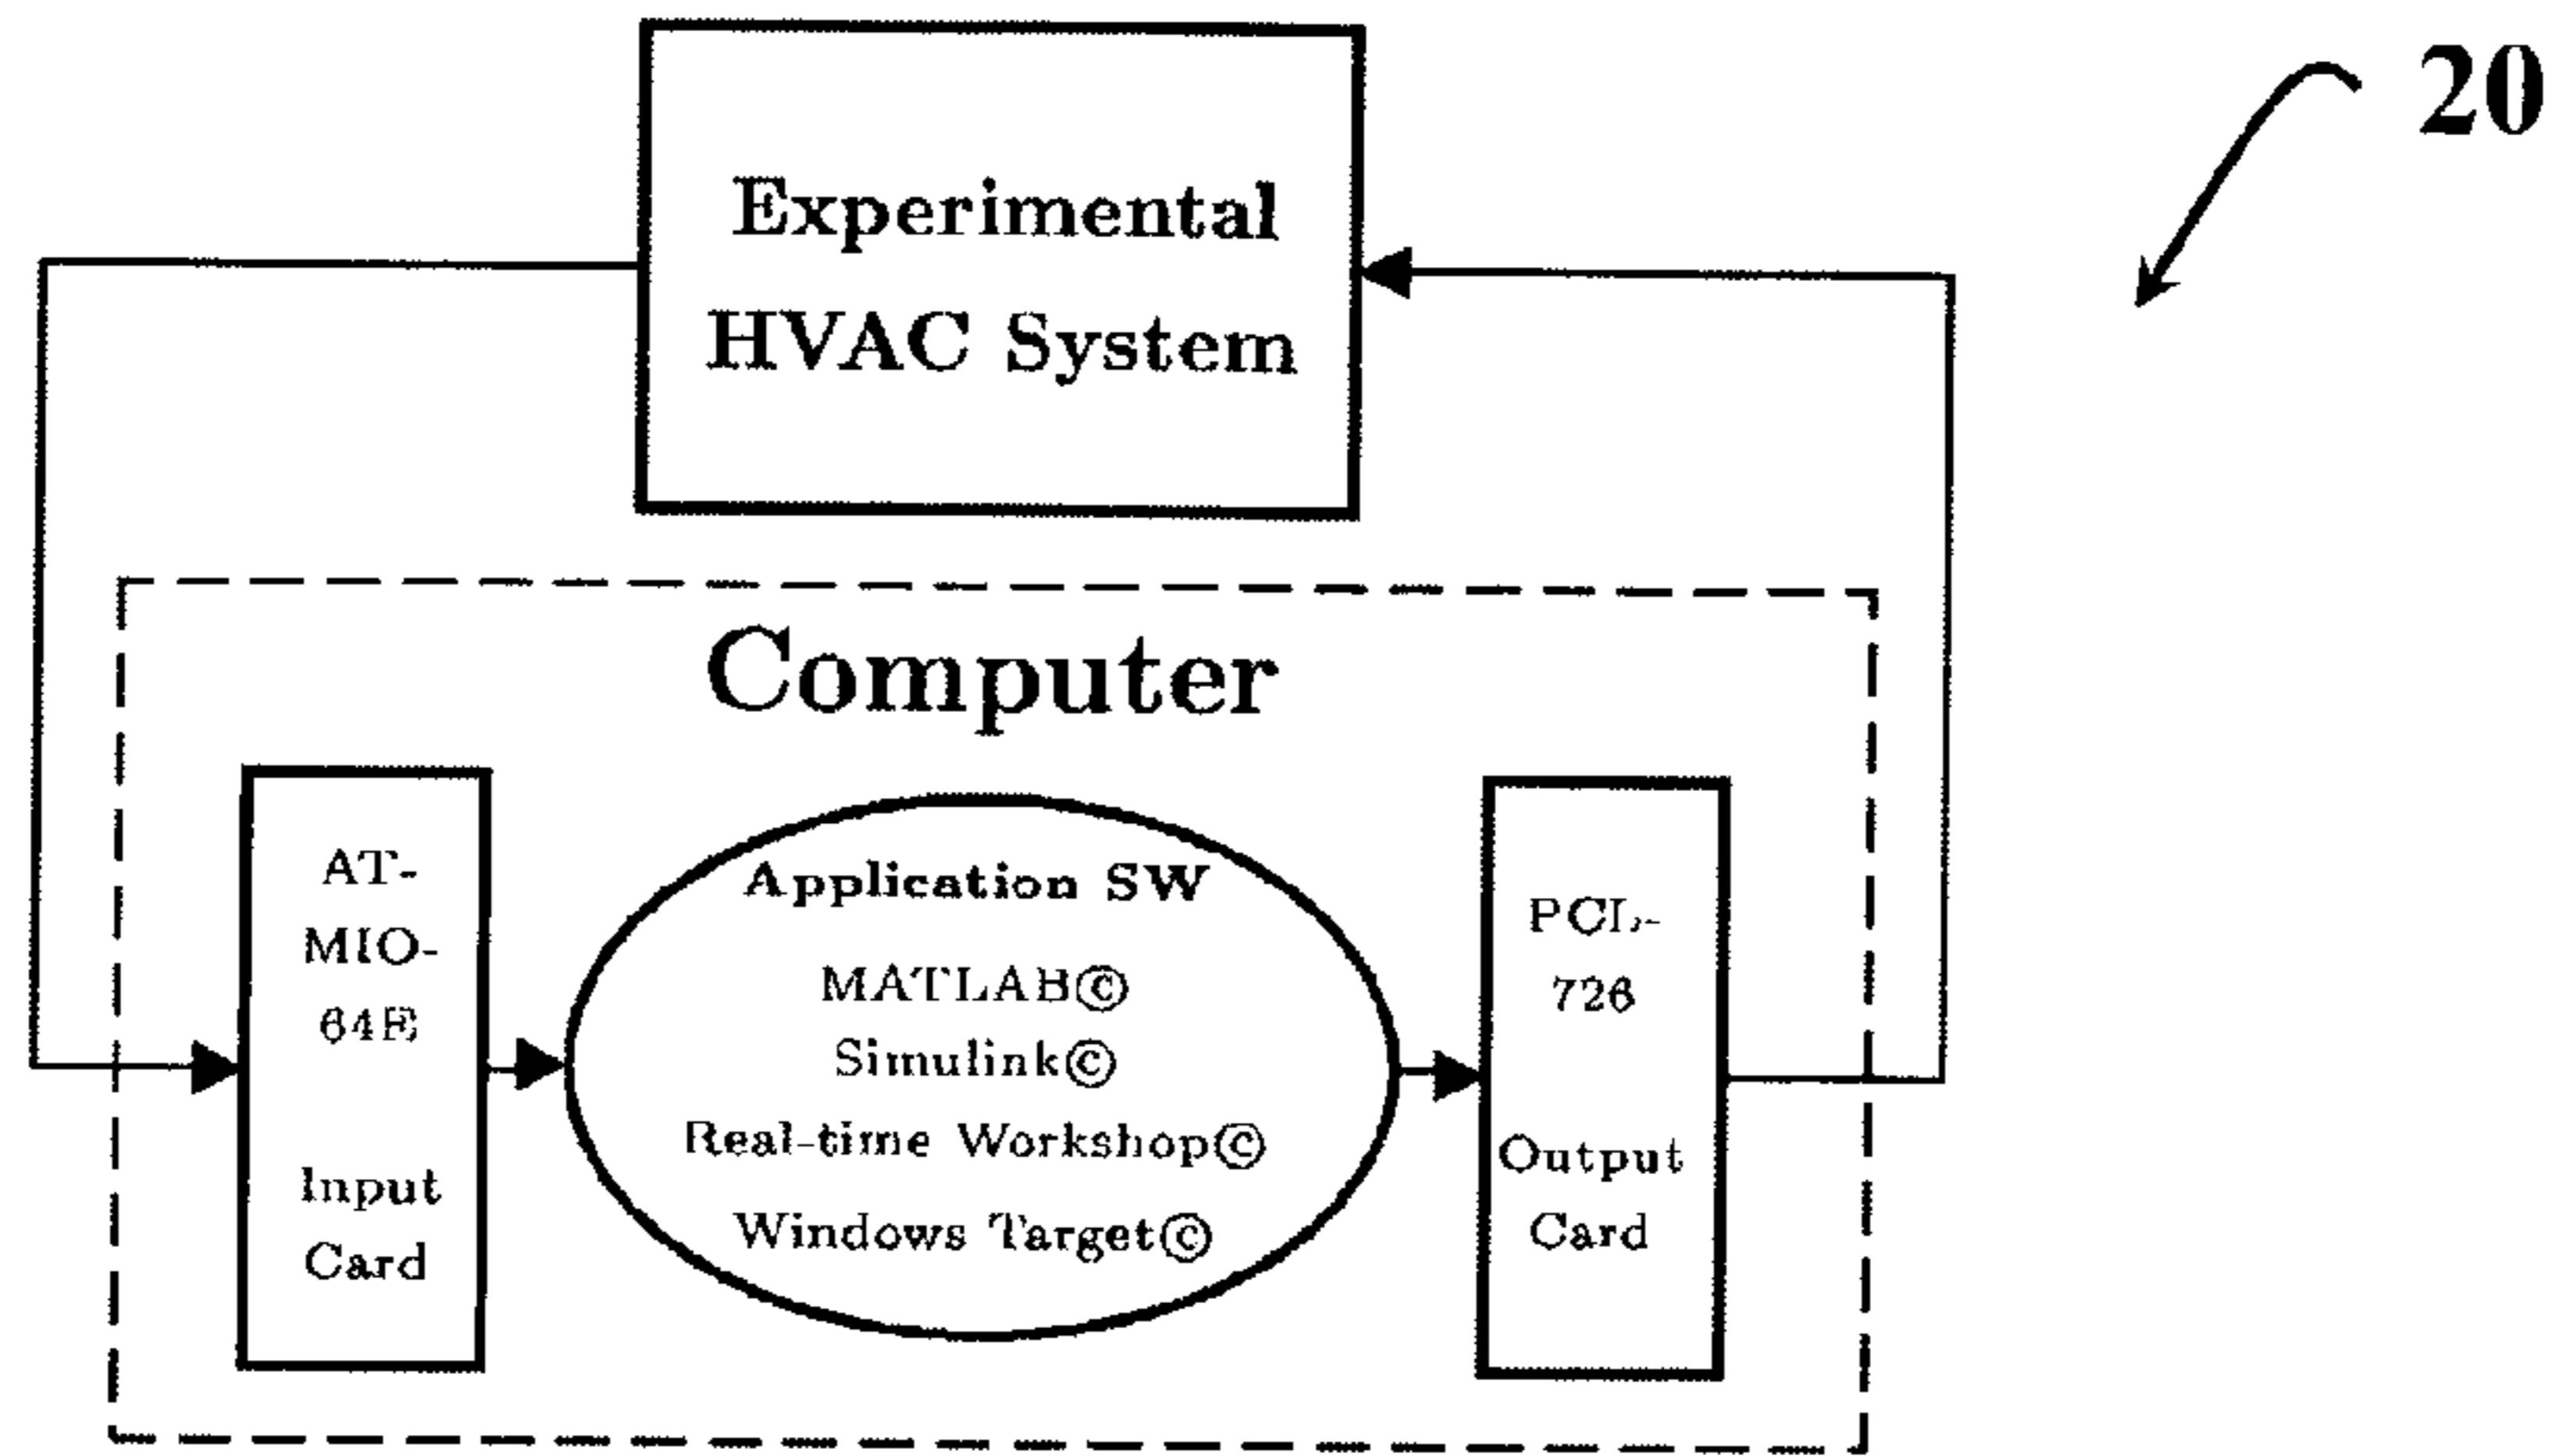 20
Experimental
HVAC System
Computer
AT-
MIO-
64E
Input
Card
Application SW
MATLAB©
Simulink©
Real-time Workshop©
Windows Target©
PCL-
726
Output
Card